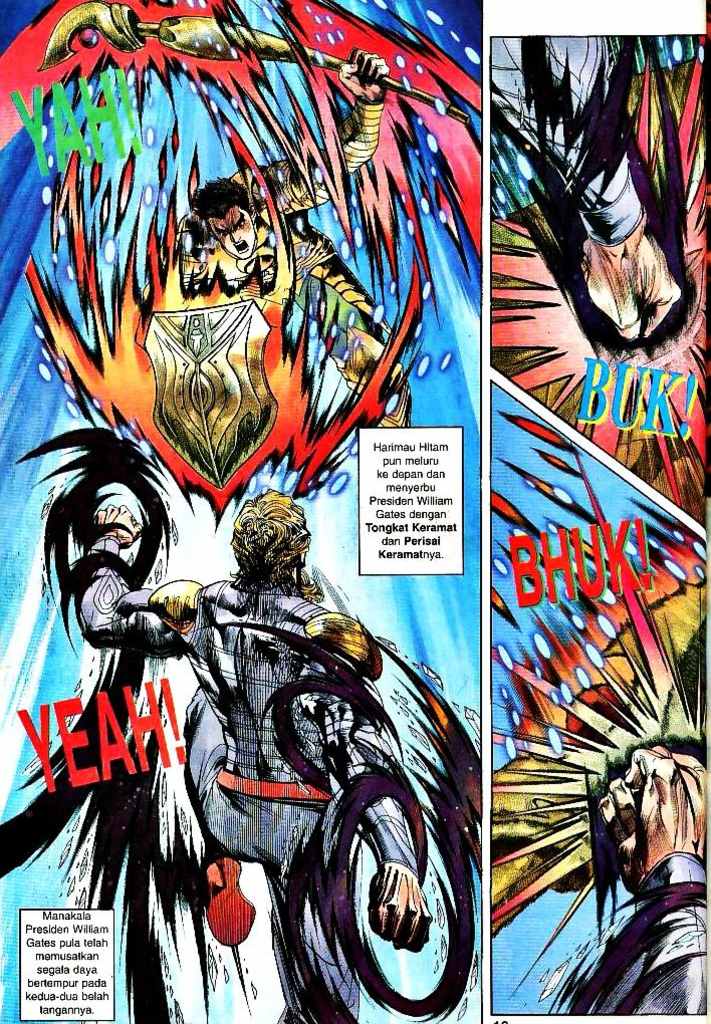 YAH!
Harimau Hitam
pun meluru
ke depan dan
menyerbu
Presiden William
Gates dengan
Tongkat Keramat
dan Perisai
Keramatnya.
YEAH!
Manakala
Presiden William
Gates pula telah
memusatkan
segala daya
bertempur pada
kedua-dua belah
tangannya.
BUK!
BHUK!